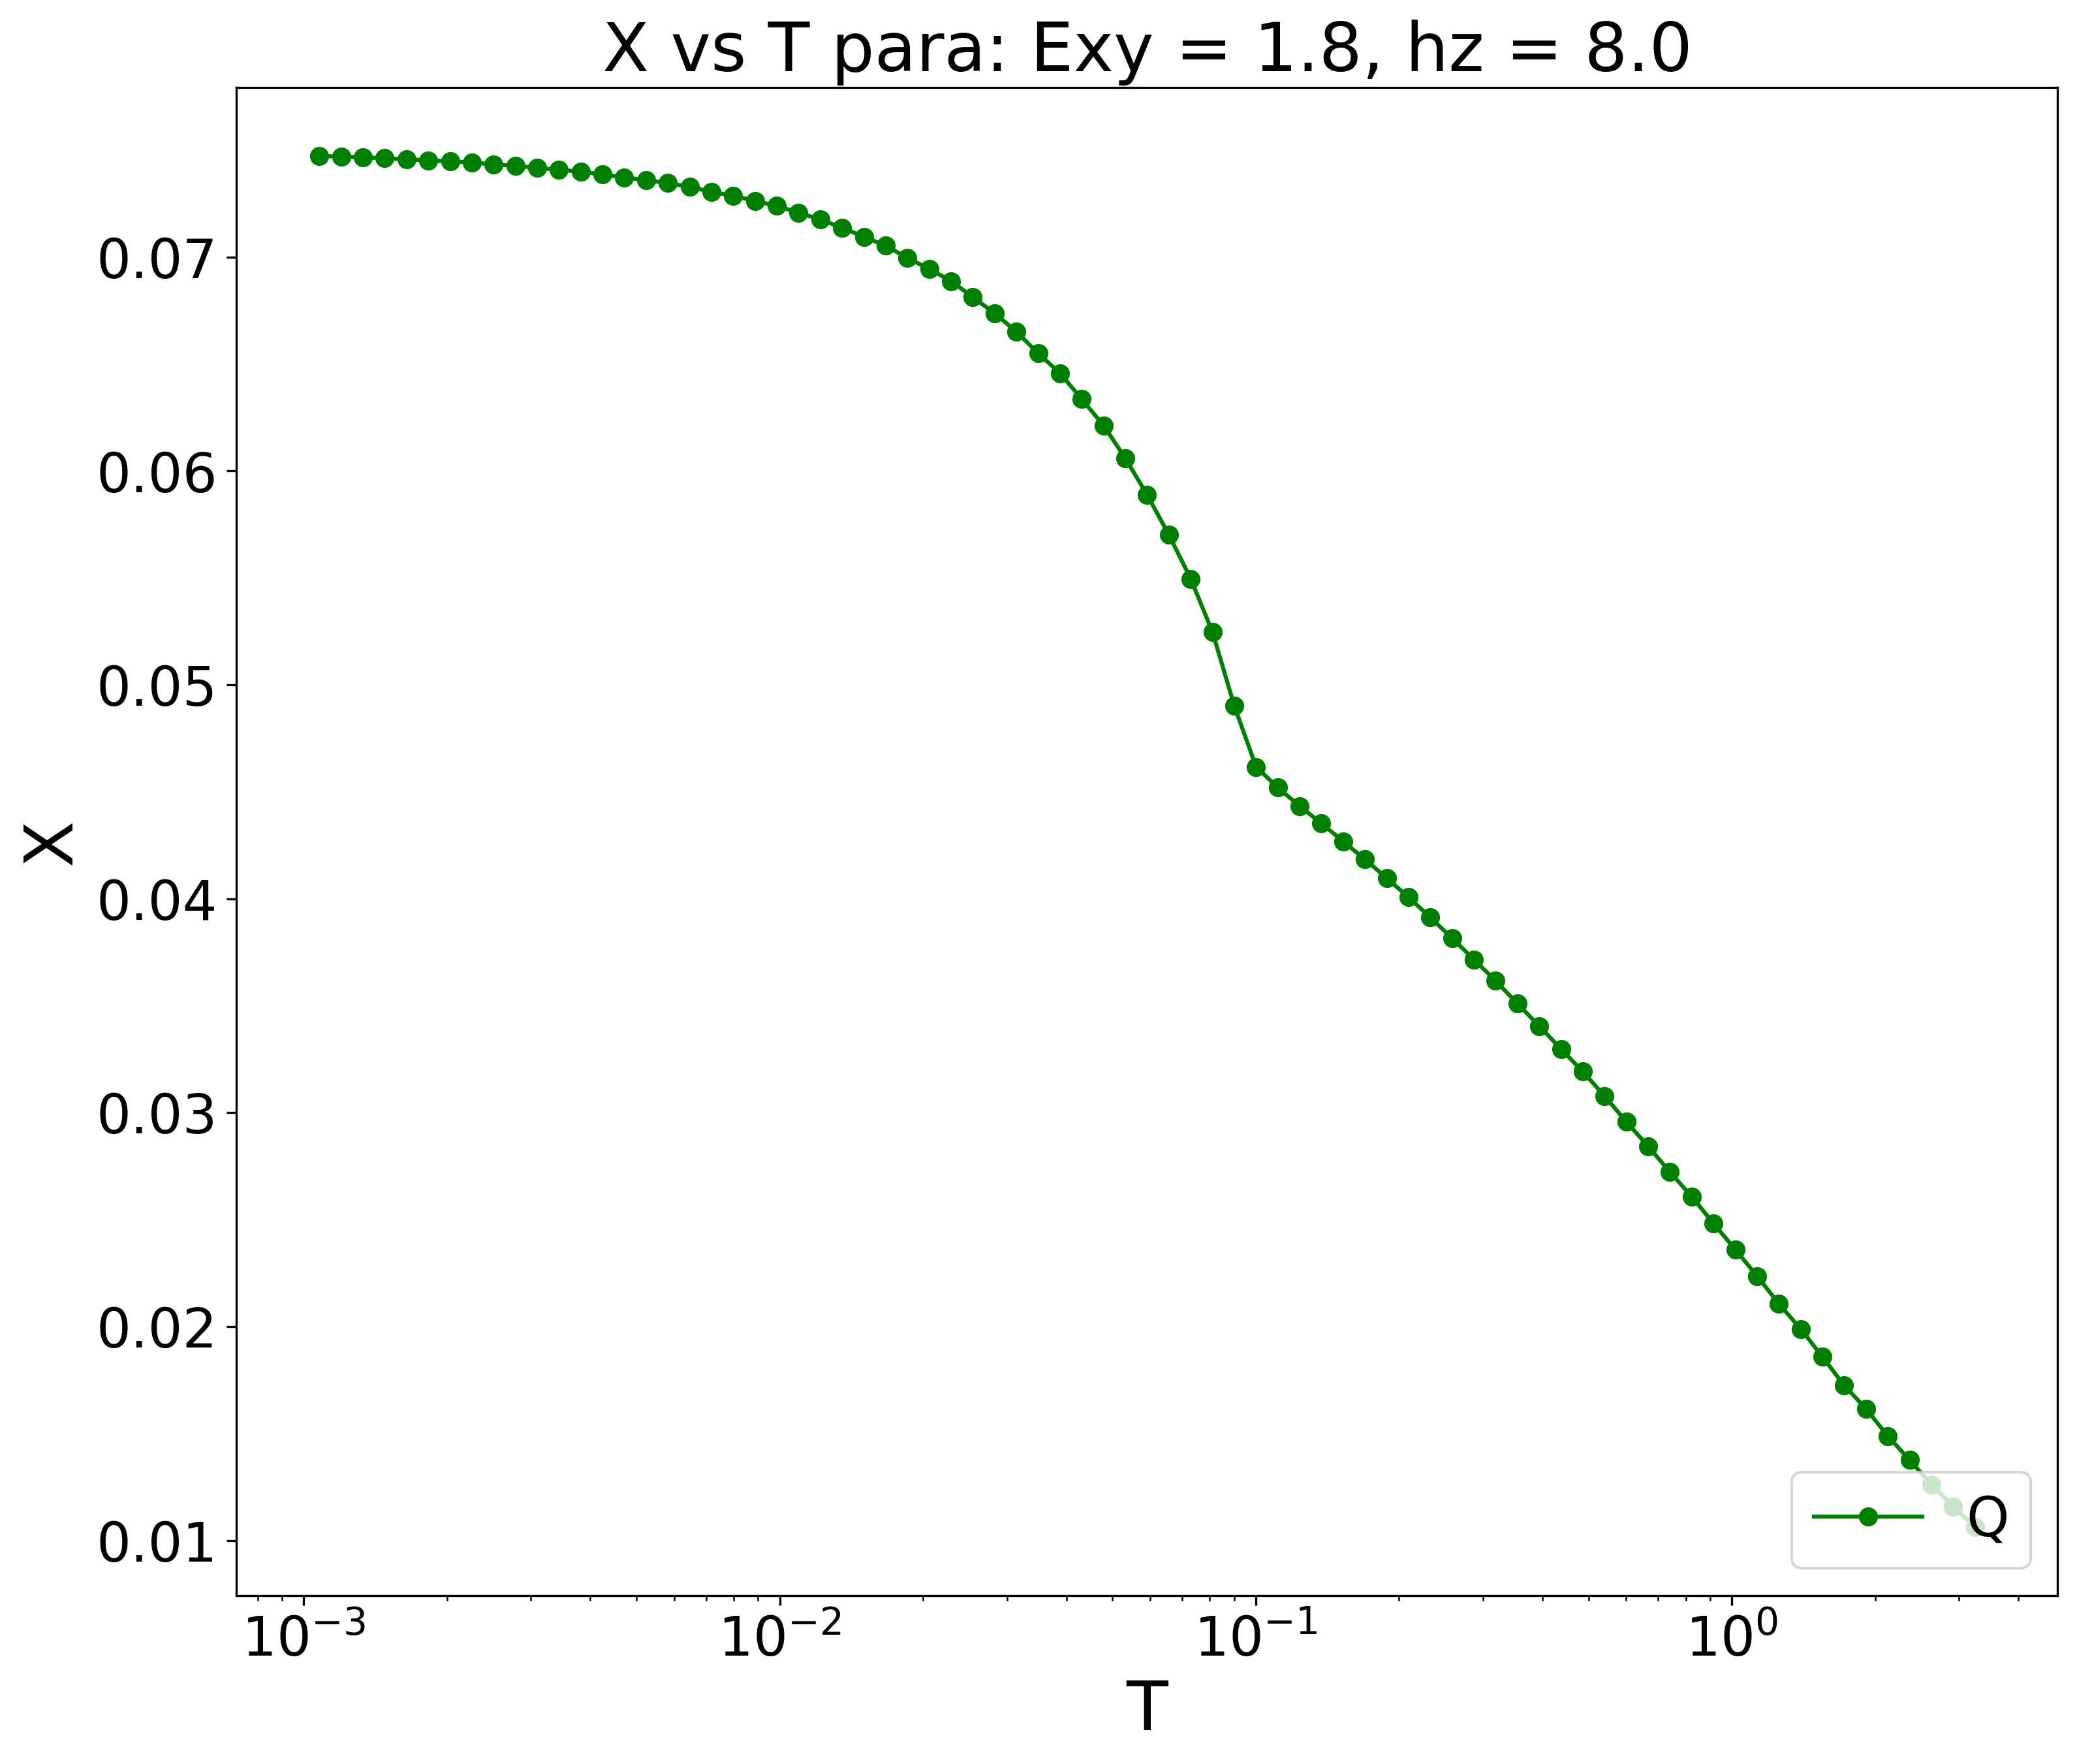 X vs T para: Exy = 1.8, hz = 8.0
X
0.07
0.06
0.05
0.04
0.03
0.02
0.01
Q
10⁻³ 10⁻² 10⁻¹ 10⁰
T